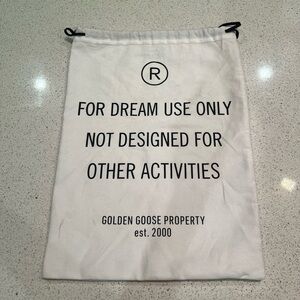 ®
FOR DREAM USE ONLY
NOT DESIGNED FOR
OTHER ACTIVITIES
GOLDEN GOOSE PROPERTY
est. 2000